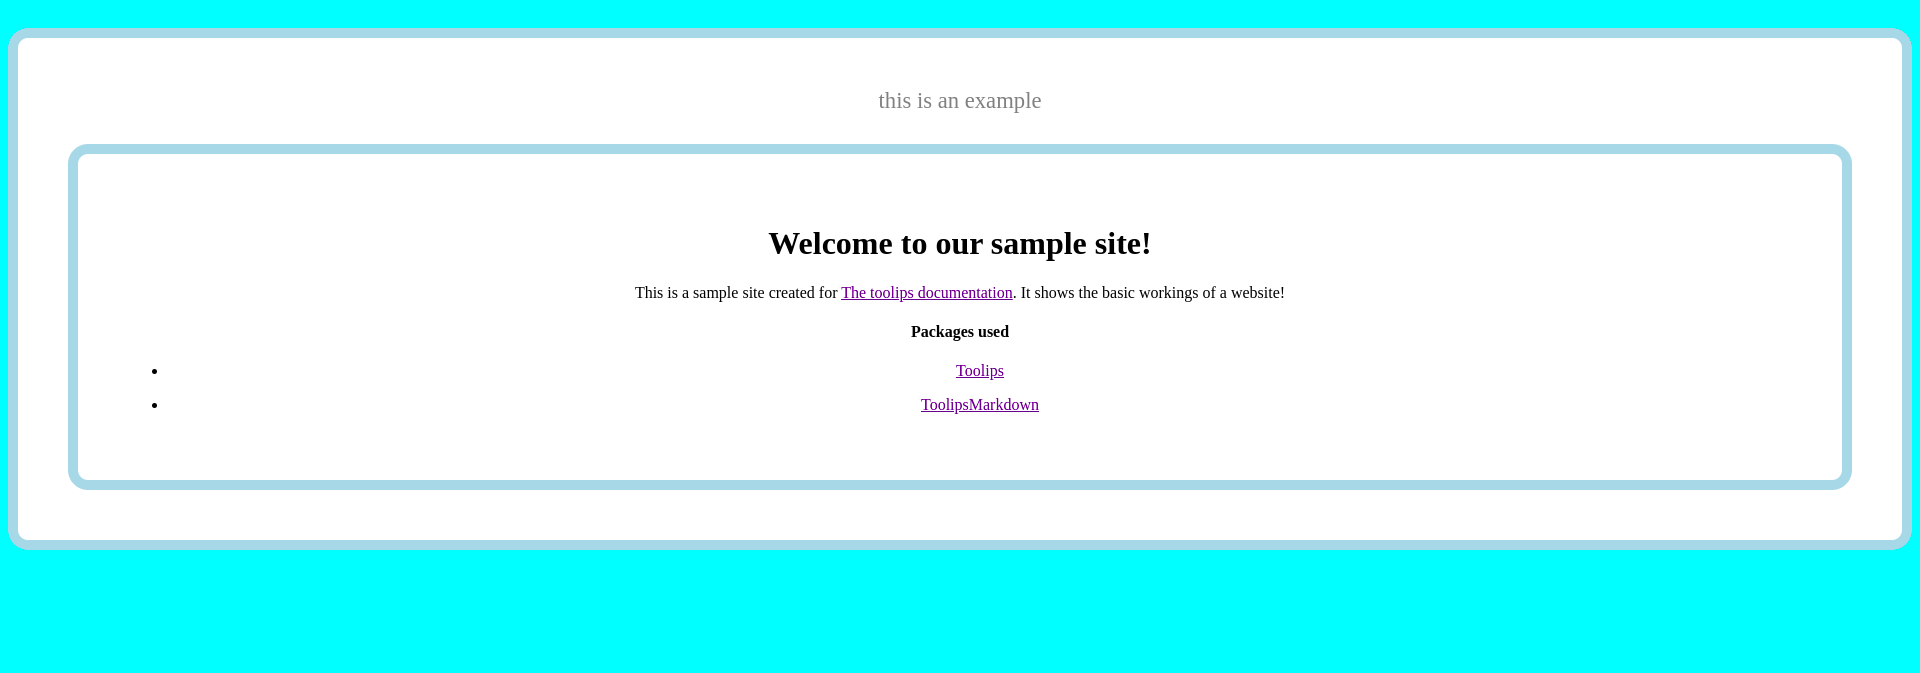 this is an example
Welcome to our sample site!
This is a sample site created for The toolips documentation. It shows the basic workings of a website!
Packages used
Toolips
ToolipsMarkdown